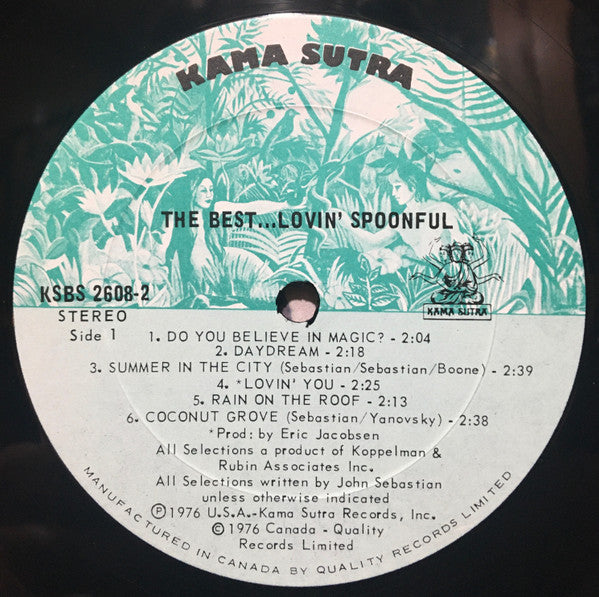 KAMA SUTRA
THE BEST...LOVIN' SPOONFUL
KSBS 2608-2
STEREO
Side 1
KAMA SUTRA
1. DO YOU BELIEVE IN MAGIC? - 2:04
2. DAYDREAM - 2:18
3. SUMMER IN THE CITY (Sebastian/Sebastian/Boone) - 2:39
4. *LOVIN' YOU - 2:25
5. RAIN ON THE ROOF - 2:13
6. COCONUT GROVE (Sebastian/Yanovsky) - 2:38
*Prod: by Eric Jacobsen
All Selections a product of Koppelman &
Rubin Associates Inc.
All Selections written by John Sebastian
unless otherwise indicated
Ⓟ 1976 U.S.A.-Kama Sutra Records, Inc.
© 1976 Canada - Quality
Records Limited
MANUFACTURED IN CANADA BY QUALITY RECORDS LIMITED